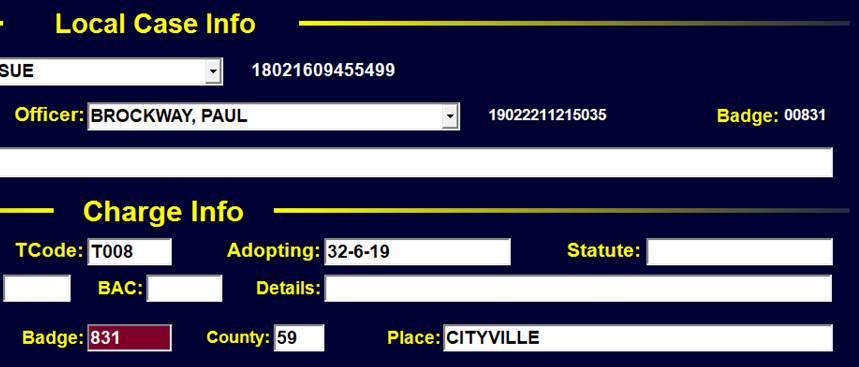 Local Case Info
SUE 18021609455499
Officer: BROCKWAY, PAUL 19022211215035 Badge: 00831
Charge Info
TCode: T008 Adopting: 32-6-19 Statute:
BAC: Details:
Badge: 831 County: 59 Place: CITYVILLE